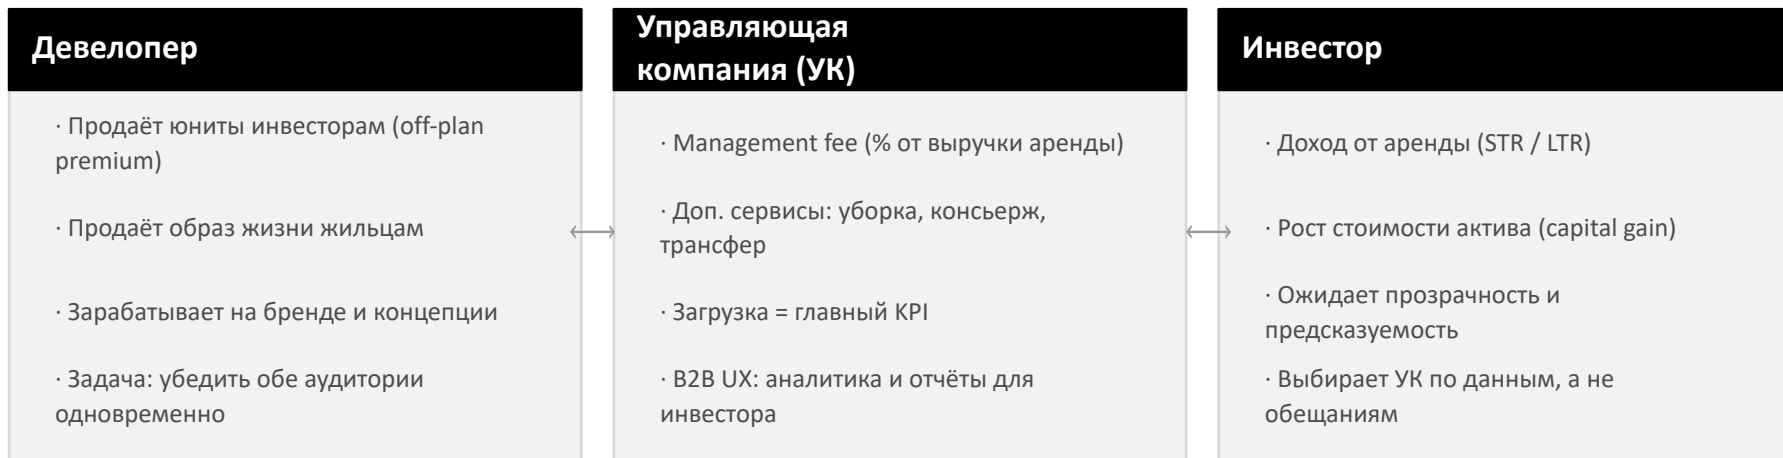 Девелопер
· Продаёт юниты инвесторам (off-plan
premium)
· Продаёт образ жизни жильцам
· Зарабатывает на бренде и концепции
· Задача: убедить обе аудитории
одновременно
Управляющая
компания (УК)
· Management fee (% от выручки аренды)
· Доп. сервисы: уборка, консьерж,
трансфер
· Загрузка = главный KPI
· B2B UX: аналитика и отчёты для
инвестора
Инвестор
· Доход от аренды (STR / LTR)
· Рост стоимости актива (capital gain)
· Ожидает прозрачность и
предсказуемость
· Выбирает УК по данным, а не
обещаниям